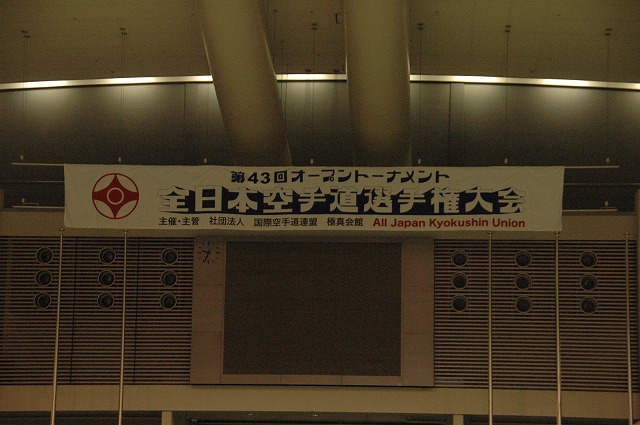 第43回オープントーナメント
全日本空手道選手権大会
主催・主管 社団法人 国際空手道連盟 極真会館 All Japan Kyokushin Union